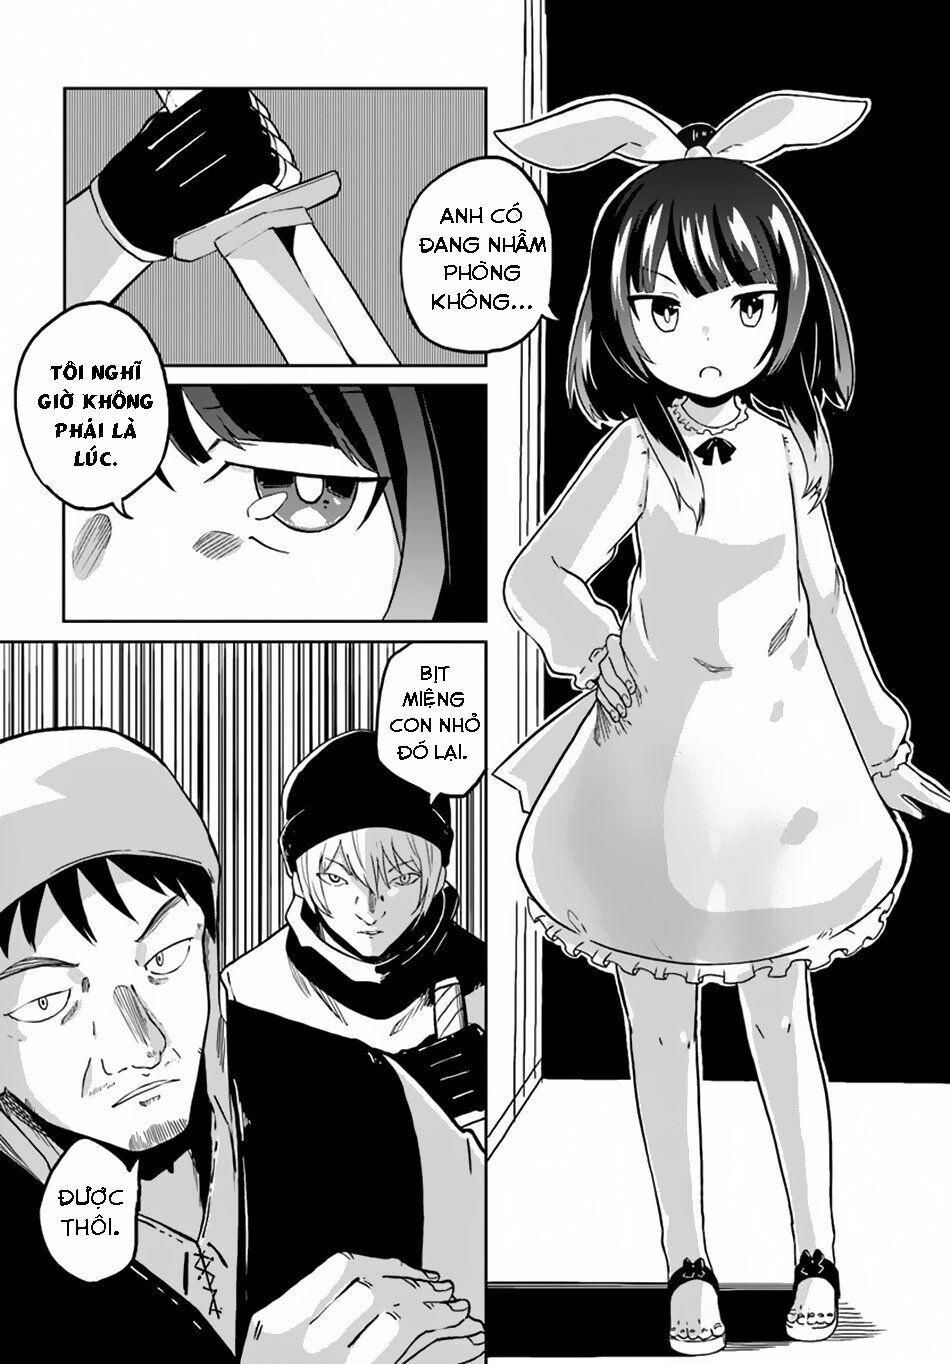 ANH CÓ
ĐANG NHẦM
PHÒNG
KHÔNG...
TÔI NGHĨ
GIỜ KHÔNG
PHẢI LÀ
LÚC.
BỊT
MIỆNG
CON NHỎ
ĐÓ LẠI.
ĐƯỢC
THÔI.